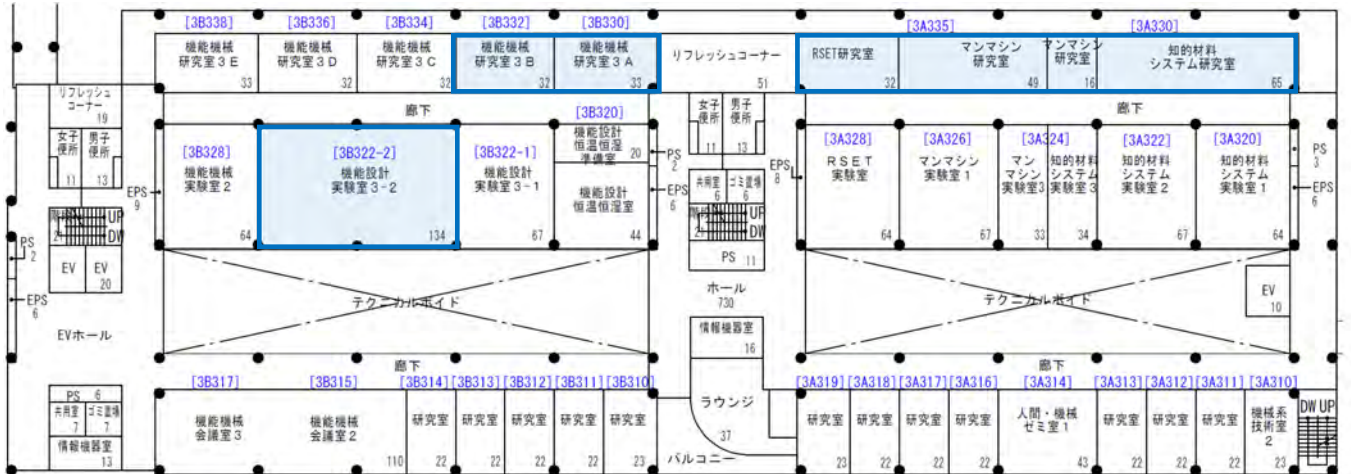 [3B338] [3B336] [3B334] [3B332] [3B330] [3A335] [3A330]
機能機械
研究室3E
33
機能機械
研究室3D
32
機能機械
研究室3C
32
機能機械
研究室3B
32
機能機械
研究室3A
33
リフレッシュコーナー
51
RSET研究室
32
マンマシン
研究室
49
マンマシン
研究室
16
知的材料
システム研究室
65
リフレッシュ
コーナー
19
廊下
廊下
女子
便所
11
男子
便所
13
[3B328]
機能機械
実験室2
64
[3B322-2]
機能設計
実験室3-2
134
[3B322-1]
機能設計
実験室3-1
67
[3B320]
機能設計
恒温恒湿
準備室
20
機能設計
恒温恒湿室
44
PS
2
EPS
6
女子
便所
11
男子
便所
13
共用室
6
ゴミ置場
6
EPS
8
[3A328]
RSET
実験室
64
[3A326]
マンマシン
実験室1
67
[3A324]
マン
マシン
実験室3
33
知的材料
システム
実験室3
34
[3A322]
知的材料
システム
実験室2
67
[3A320]
知的材料
システム
実験室1
64
PS
3
EPS
6
EPS
9
UP
DW
21
PS
2
EV
EV
20
EPS
6
EVホール
UP
DW
21
PS 11
ホール
730
テクニカルボイド
テクニカルボイド
EV
10
情報機器室
16
廊下
廊下
PS 6
共用室
7
ゴミ置場
7
情報機器室
13
[3B317] [3B315] [3B314] [3B313] [3B312] [3B311] [3B310]
機能機械
会議室3
機能機械
会議室2
110
研究室
22
研究室
22
研究室
22
研究室
22
研究室
23
ラウンジ
37
バルコニー
[3A319] [3A318] [3A317] [3A316] [3A314] [3A313] [3A312] [3A311] [3A310]
研究室
23
研究室
22
研究室
22
研究室
22
人間・機械
ゼミ室1
43
研究室
22
研究室
22
研究室
22
機械系
技術室
2
23
DW UP